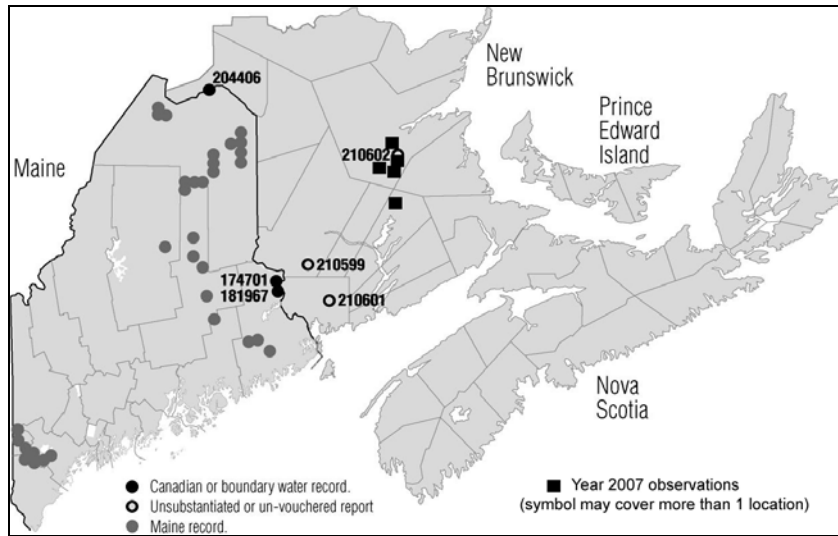 204406
New
Brunswick
Prince
Edward
Island
210602
Maine
210599
174701
181967
210601
Nova
Scotia
Canadian or boundary water record.
Unsubstantiated or un-vouchered report
Maine record.
Year 2007 observations
(symbol may cover more than 1 location)